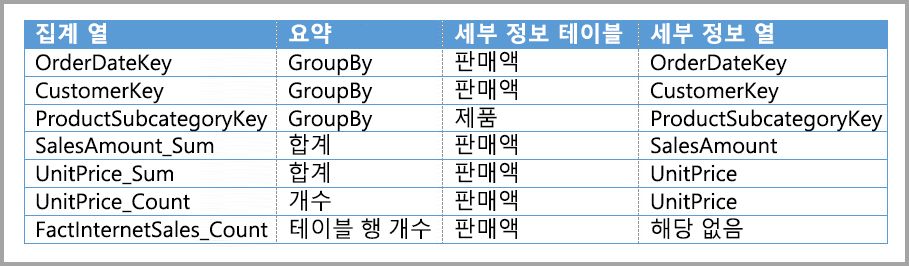 집계 열 요약 세부 정보 테이블 세부 정보 열
OrderDateKey GroupBy 판매액 OrderDateKey
CustomerKey GroupBy 판매액 CustomerKey
ProductSubcategoryKey GroupBy 제품 ProductSubcategoryKey
SalesAmount_Sum 합계 판매액 SalesAmount
UnitPrice_Sum 합계 판매액 UnitPrice
UnitPrice_Count 개수 판매액 UnitPrice
FactInternetSales_Count 테이블 행 개수 판매액 해당 없음